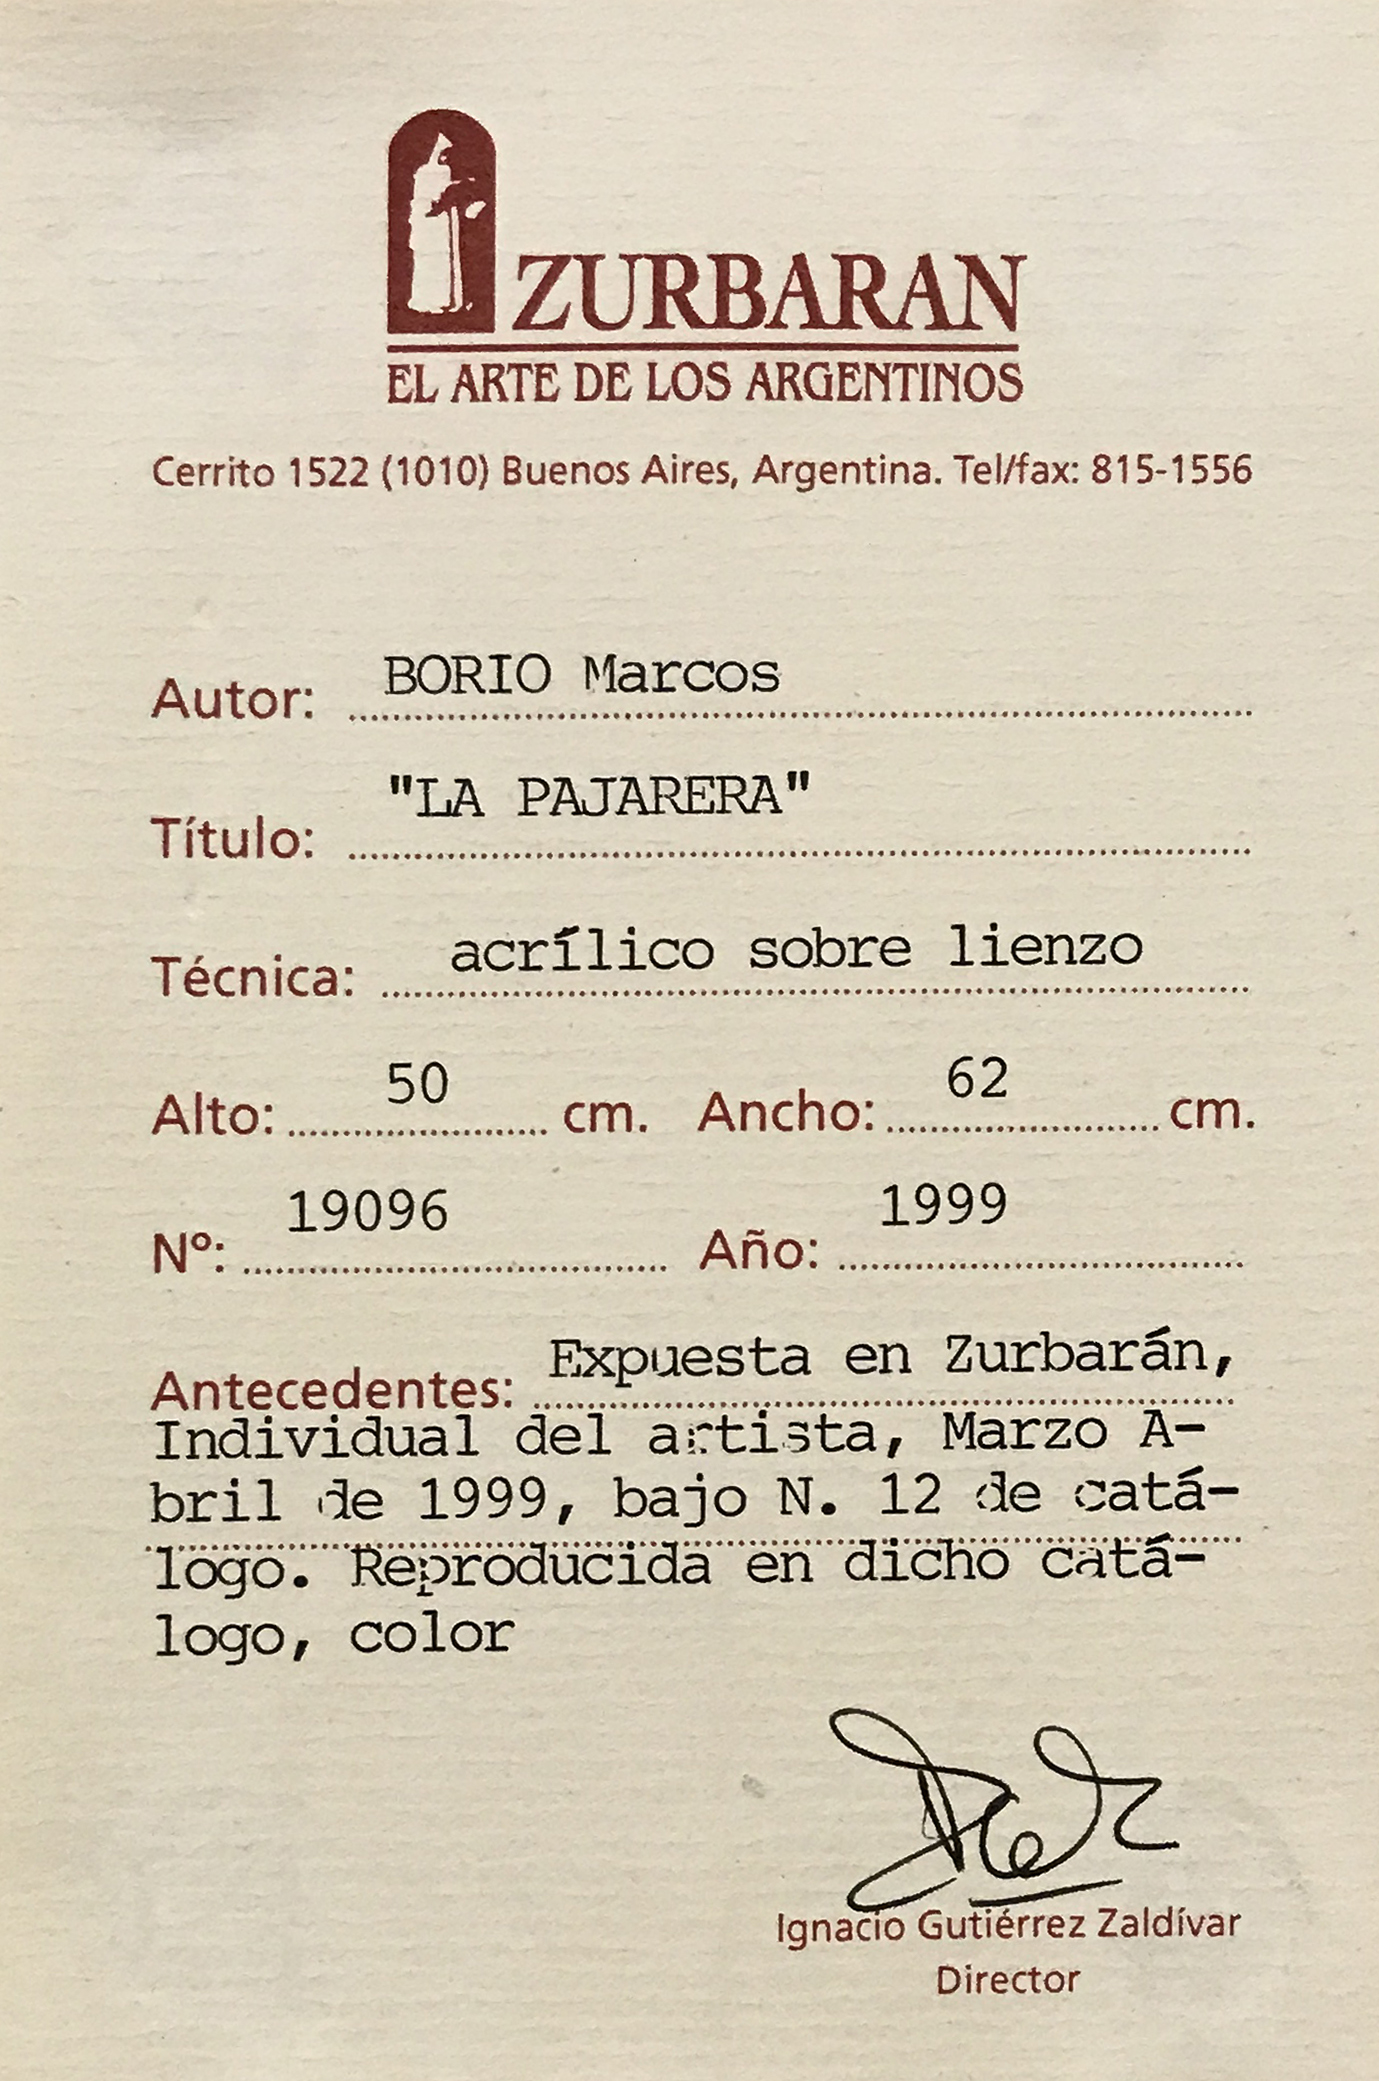 ZURBARAN
EL ARTE DE LOS ARGENTINOS
Cerrito 1522 (1010) Buenos Aires, Argentina. Tel/fax: 815-1556
Autor: BORIO Marcos
Título: "LA PAJARERA"
Técnica: acrílico sobre lienzo
Alto: 50 cm. Ancho: 62 cm.
Nº: 19096 Año: 1999
Antecedentes: Expuesta en Zurbarán,
Individual del artista, Marzo A-
bril de 1999, bajo N. 12 de catá-
logo. Reproducida en dicho catá-
logo, color
Ignacio Gutiérrez Zaldívar
Director